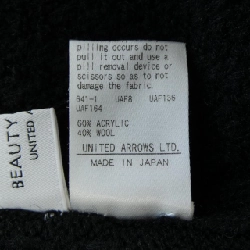 pilling occurs do not
pull it out and use a
pill removal device or
scissors so as to not
damage the fabric.
60% ACRYLIC
40% WOOL
UNITED ARROWS LTD.
MADE IN JAPAN
BEAUTY
UNITED A